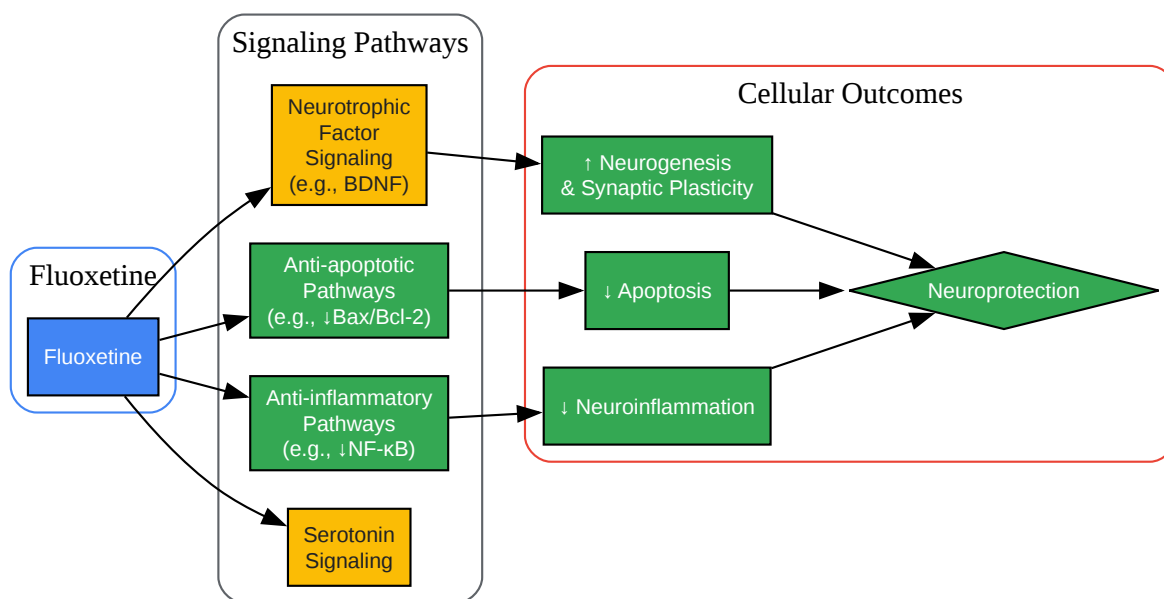 Fluoxetine
Fluoxetine
Signaling Pathways
Neurotrophic
Factor
Signaling
(e.g., BDNF)
Anti-apoptotic
Pathways
(e.g., ↓Bax/Bcl-2)
Anti-inflammatory
Pathways
(e.g., ↓NF-κB)
Serotonin
Signaling
Cellular Outcomes
↑ Neurogenesis
& Synaptic Plasticity
↓ Apoptosis
↓ Neuroinflammation
Neuroprotection